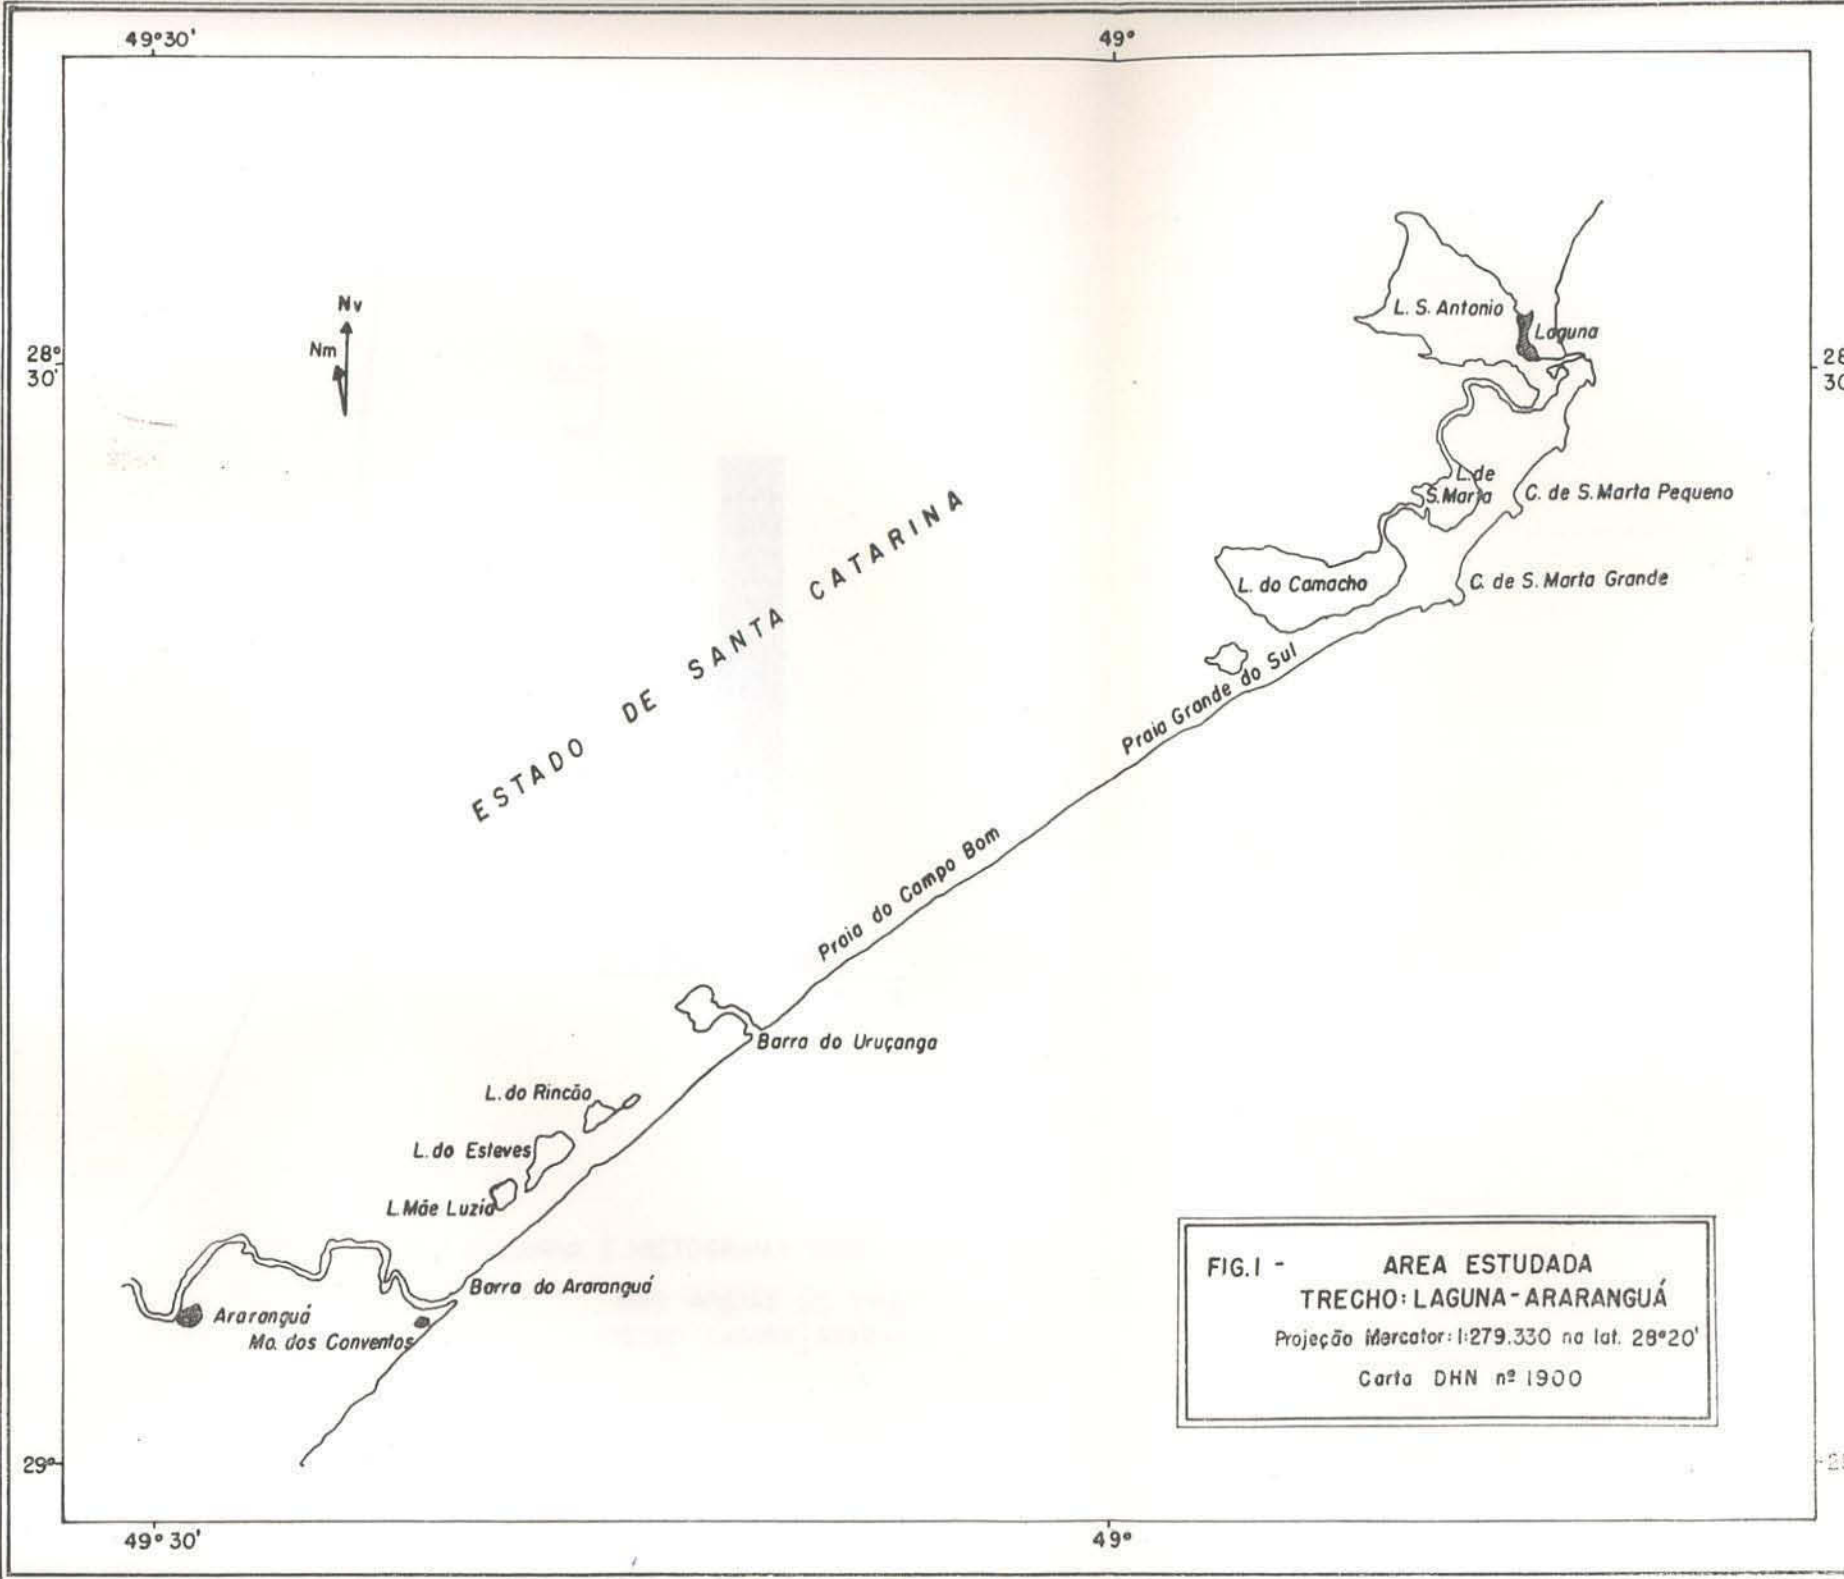 49°30'
49°
Nv
Nm
28°
30'
28
30
L. S. Antonio
Laguna
L. de
S. Marta
C. de S. Marta Pequeno
L. do Camacho
C. de S. Marta Grande
ESTADO DE SANTA CATARINA
Praia Grande do Sul
Praia do Campo Bom
Barra do Uruçanga
L. do Rincão
L. do Esteves
L. Mãe Luzia
Barra do Araranguá
Araranguá
Mo. dos Conventos
FIG.1 - AREA ESTUDADA
TRECHO: LAGUNA-ARARANGUÁ
Projeção Mercator: 1:279.330 na lat. 28°20'
Carta DHN nº 1900
29°
49°30'
49°